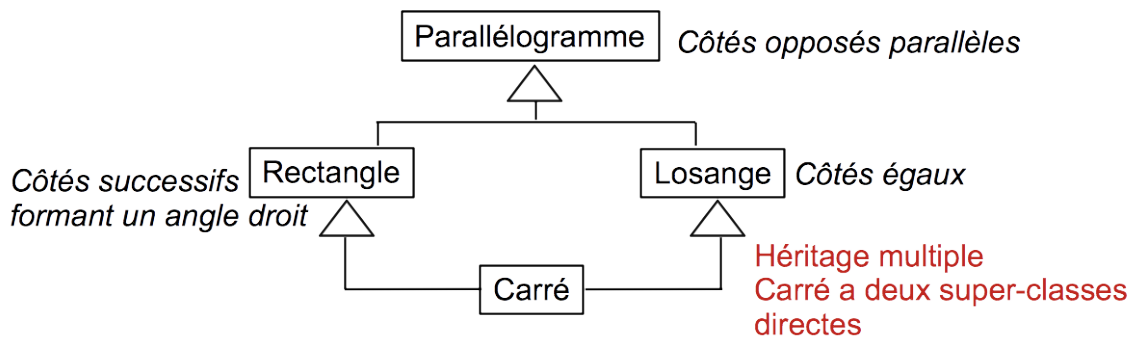 Parallélogramme
Côtés opposés parallèles
Rectangle
Côtés successifs
formant un angle droit
Losange
Côtés égaux
Carré
Héritage multiple
Carré a deux super-classes
directes